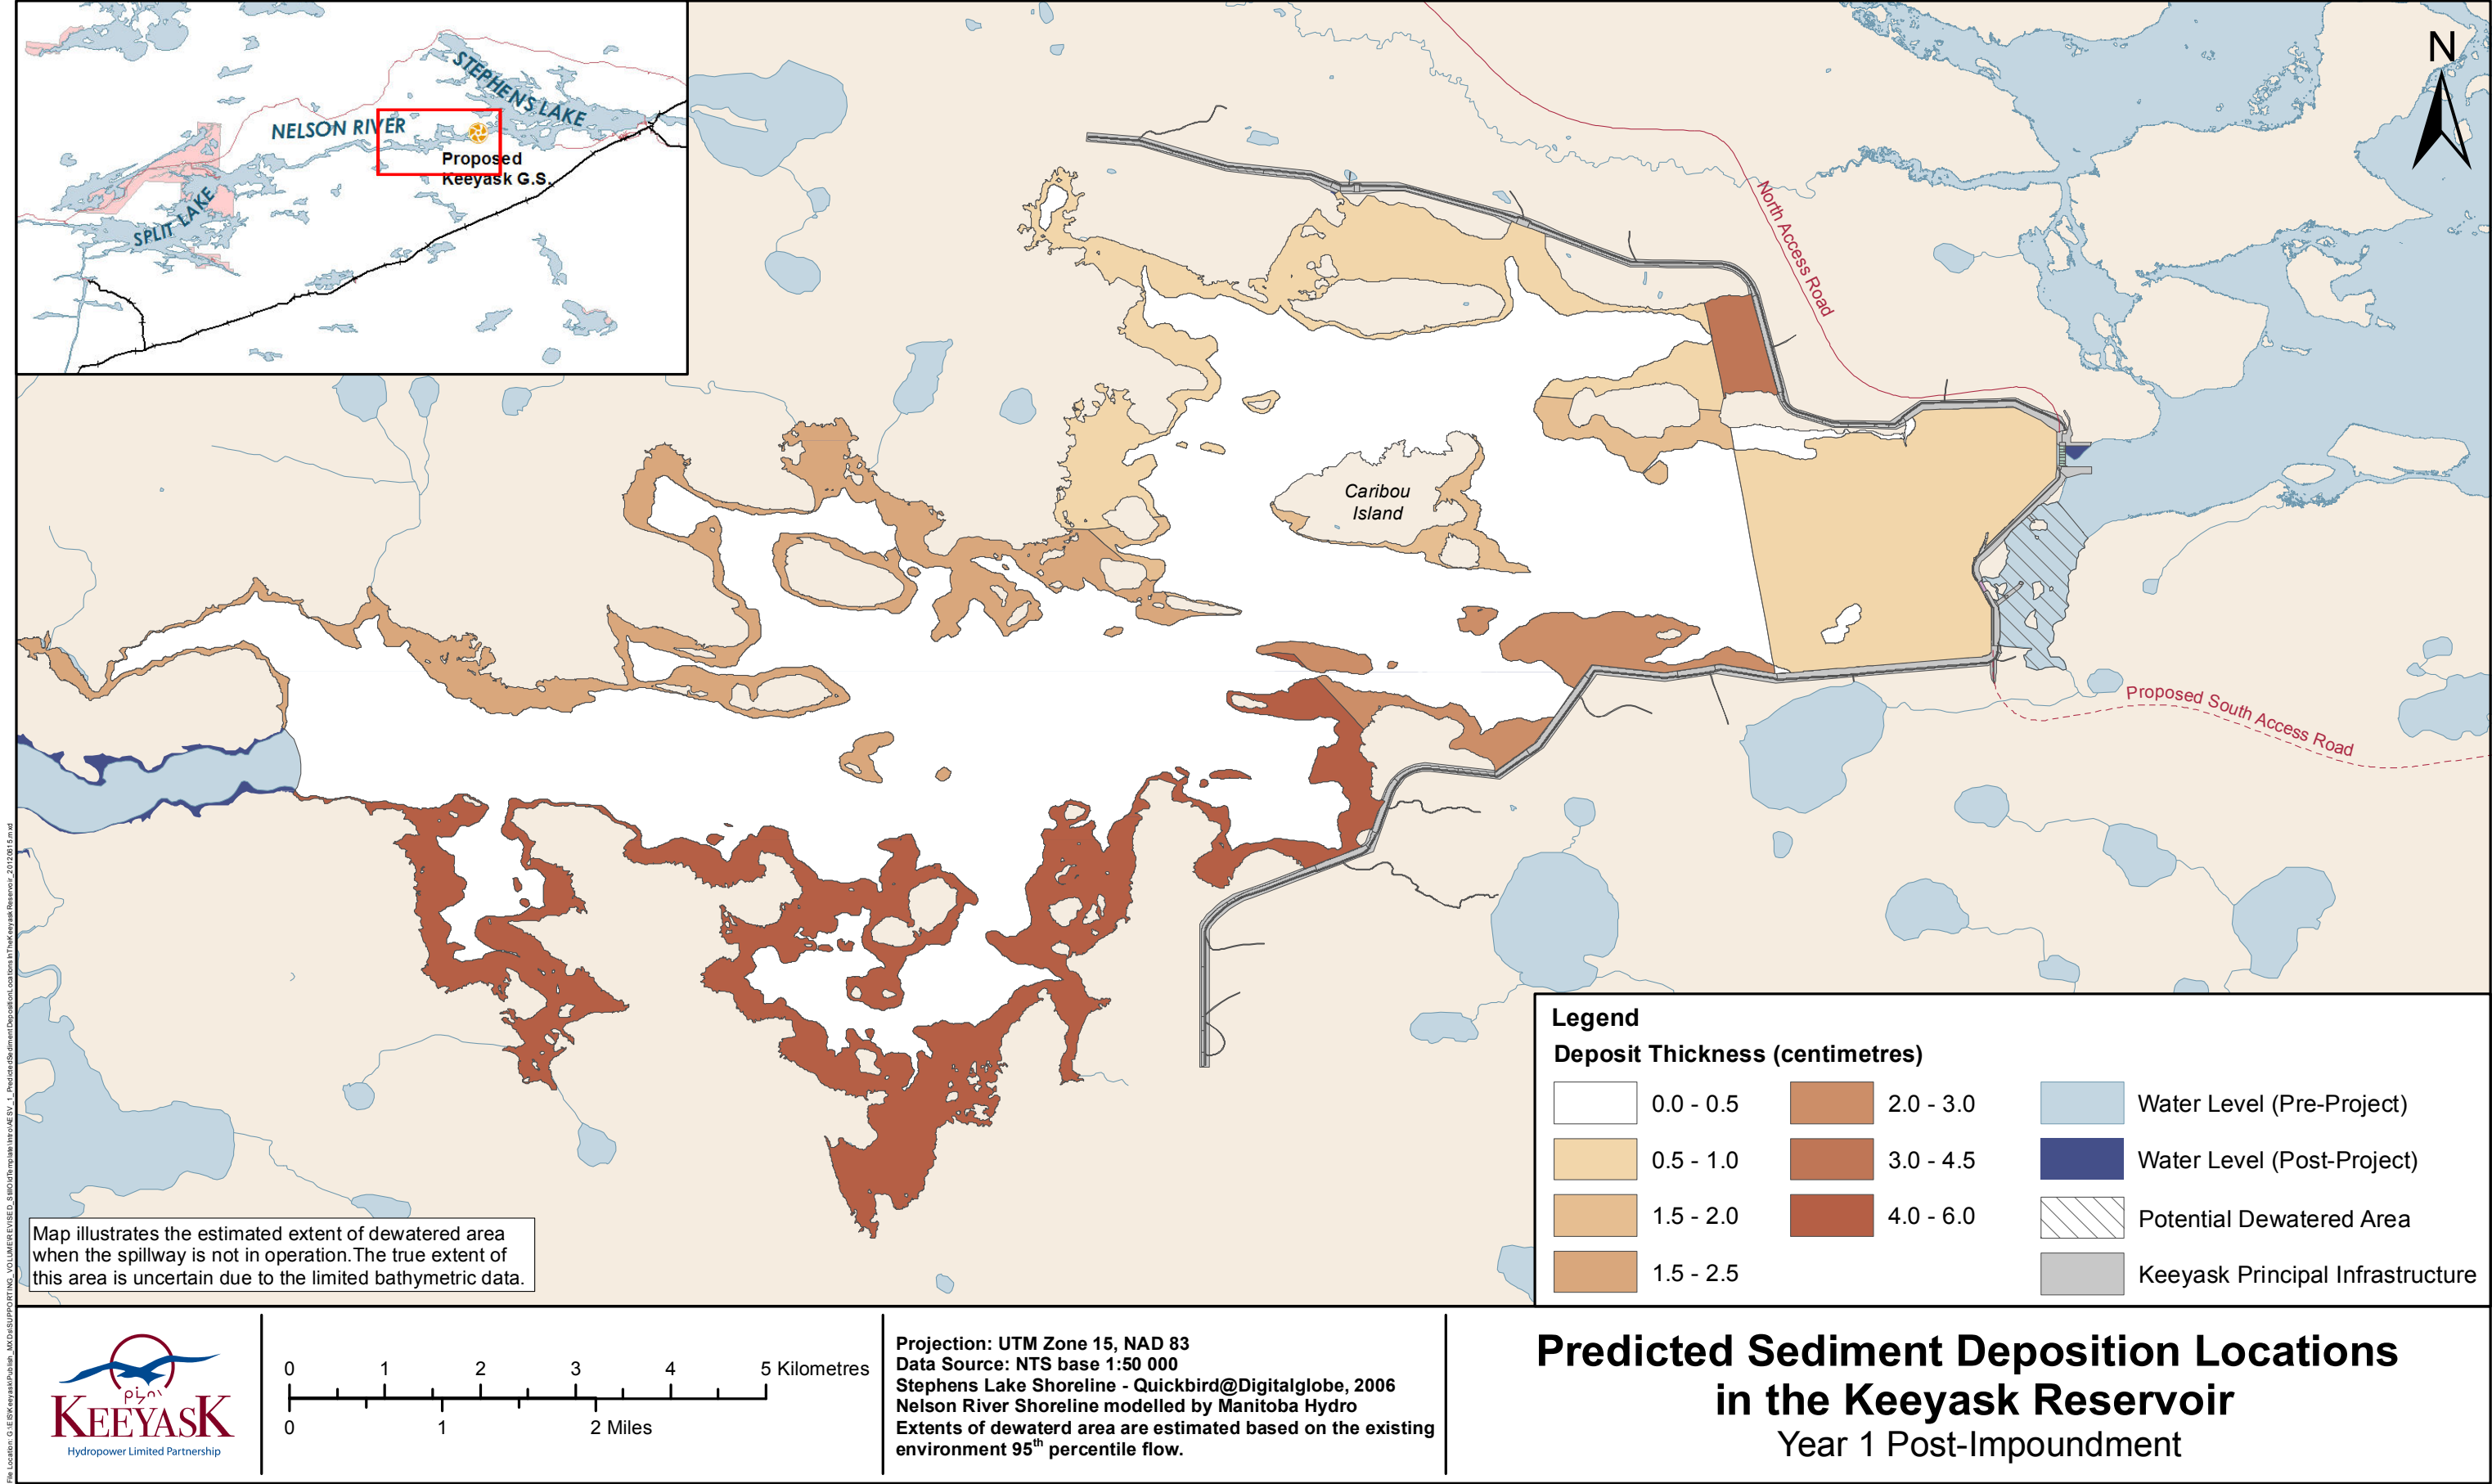 STEPHENS LAKE
NELSON RIVER
Proposed
Keeyask G.S.
SPLIT LAKE
N
North Access Road
Caribou
Island
Proposed South Access Road
Legend
Deposit Thickness (centimetres)
0.0 - 0.5
0.5 - 1.0
1.5 - 2.0
1.5 - 2.5
2.0 - 3.0
3.0 - 4.5
4.0 - 6.0
Water Level (Pre-Project)
Water Level (Post-Project)
Potential Dewatered Area
Keeyask Principal Infrastructure
Map illustrates the estimated extent of dewatered area
when the spillway is not in operation.The true extent of
this area is uncertain due to the limited bathymetric data.
KEEYASK
Hydropower Limited Partnership
0 1 2 3 4 5 Kilometres
0 1 2 Miles
Projection: UTM Zone 15, NAD 83
Data Source: NTS base 1:50 000
Stephens Lake Shoreline - Quickbird@Digitalglobe, 2006
Nelson River Shoreline modelled by Manitoba Hydro
Extents of dewaterd area are estimated based on the existing
environment 95th percentile flow.
Predicted Sediment Deposition Locations
in the Keeyask Reservoir
Year 1 Post-Impoundment